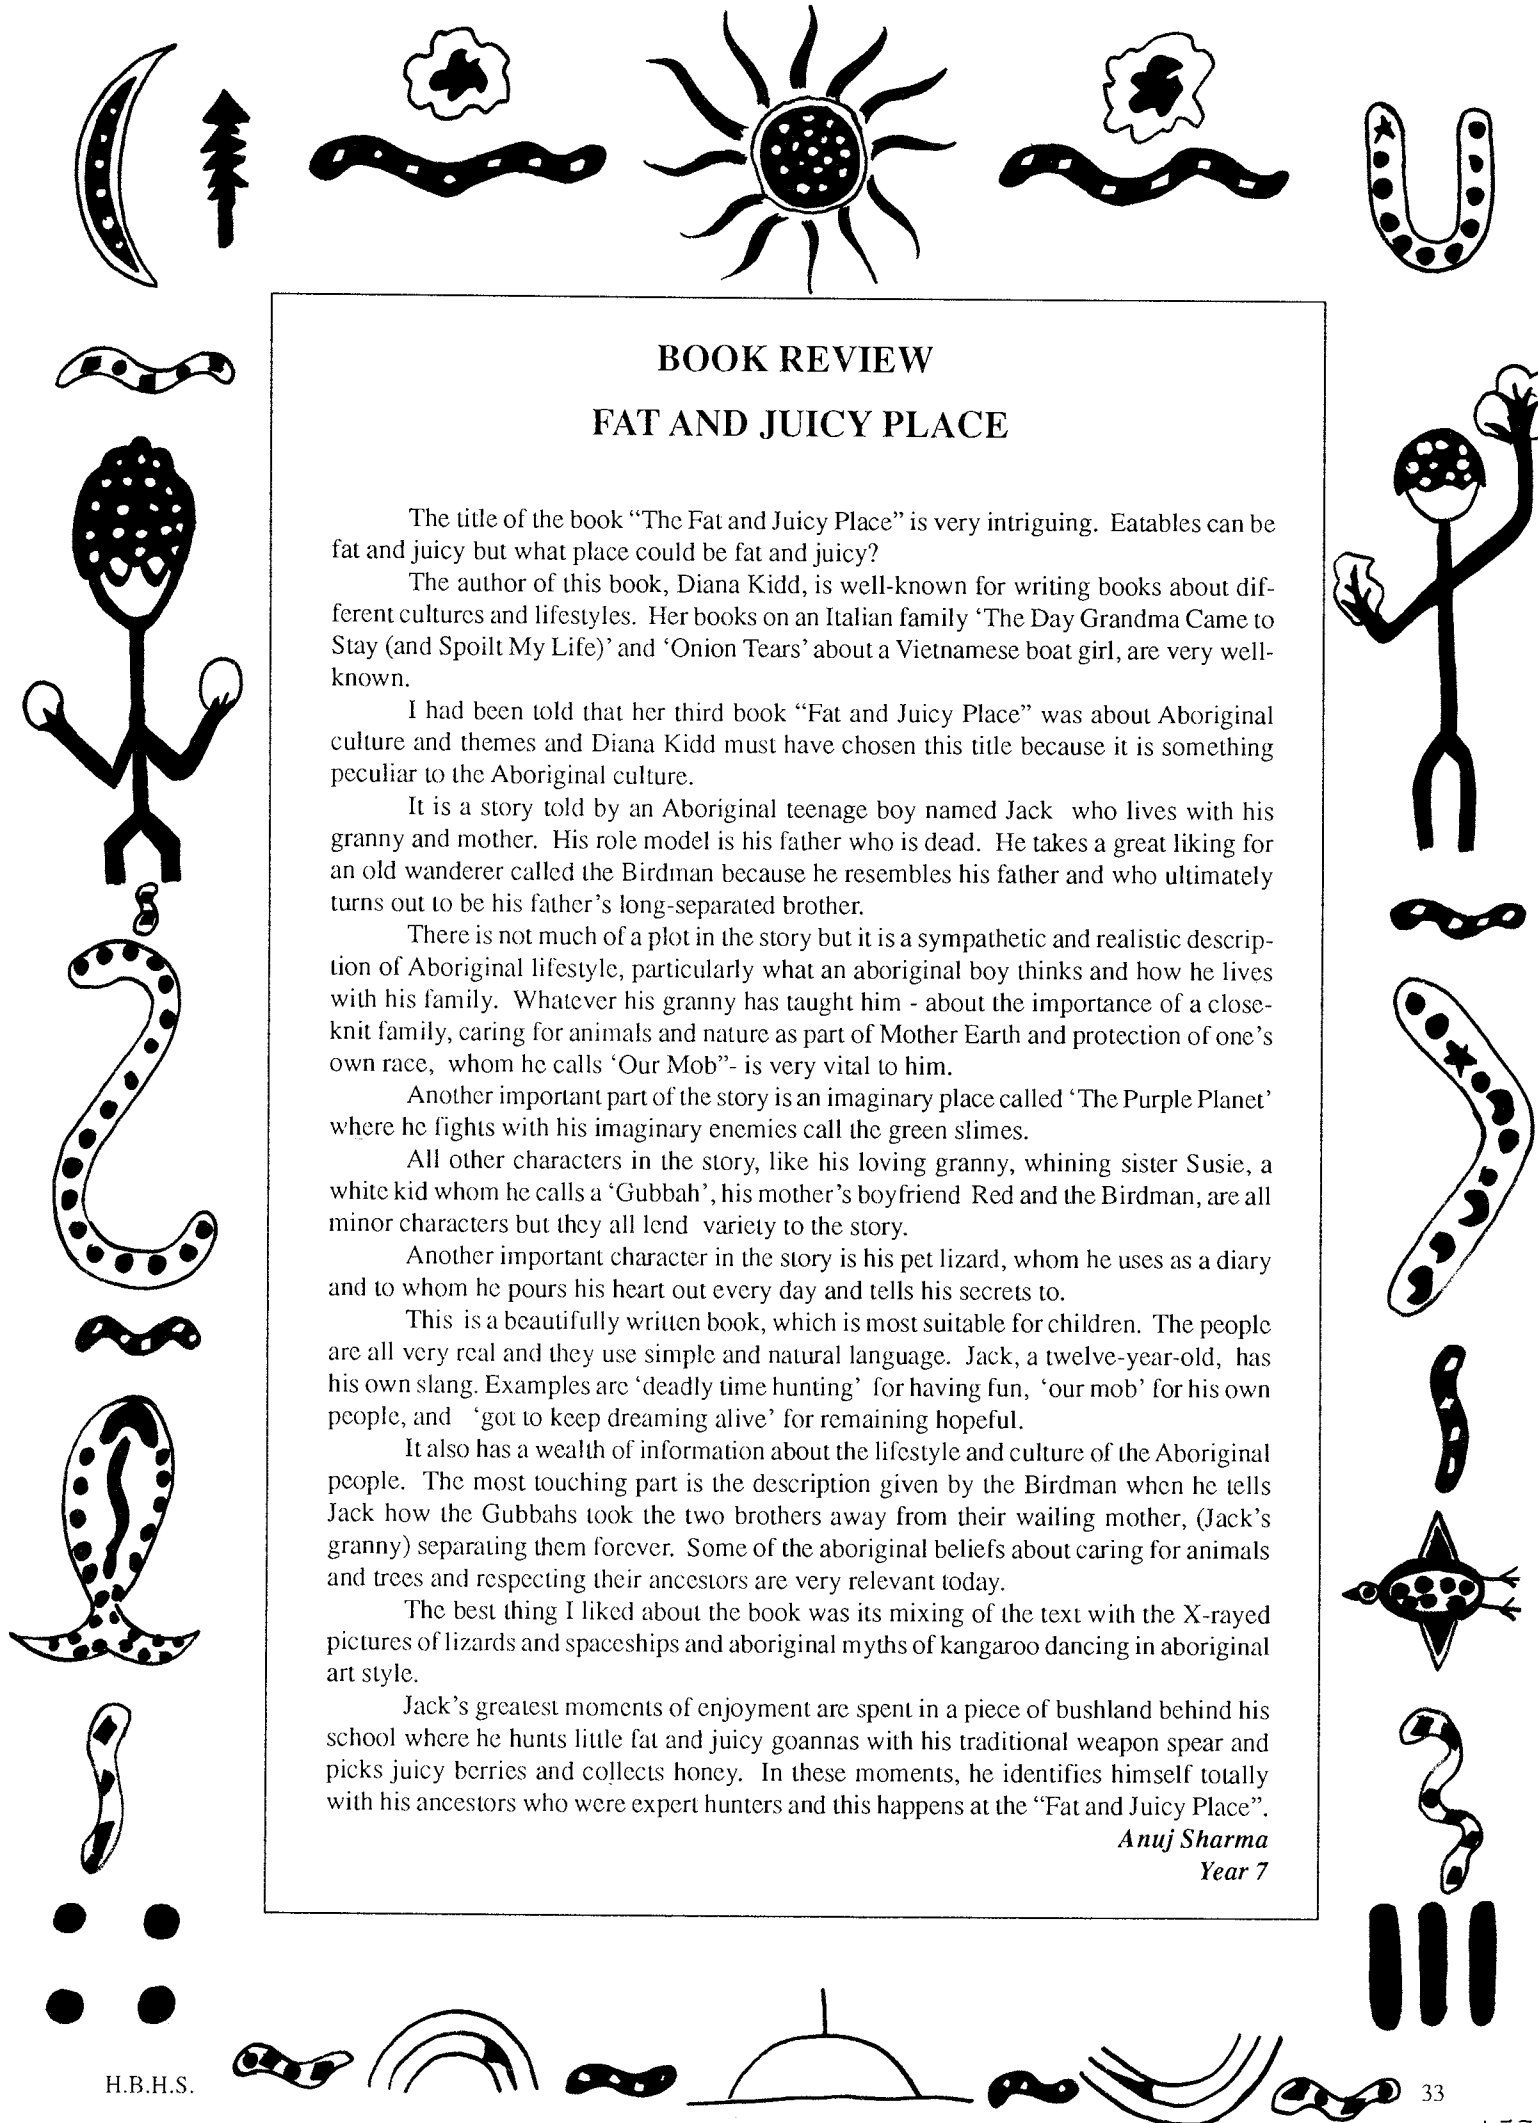 BOOK REVIEW
FAT AND JUICY PLACE
The title of the book “The Fat and Juicy Place” is very intriguing. Eatables can be
fat and juicy but what place could be fat and juicy?
The author of this book, Diana Kidd, is well-known for writing books about dif-
ferent cultures and lifestyles. Her books on an Italian family ‘The Day Grandma Came to
Stay (and Spoilt My Life)’ and ‘Onion Tears’ about a Vietnamese boat girl, are very well-
known.
I had been told that her third book “Fat and Juicy Place” was about Aboriginal
culture and themes and Diana Kidd must have chosen this title because it is something
peculiar to the Aboriginal culture.
It is a story told by an Aboriginal teenage boy named Jack who lives with his
granny and mother. His role model is his father who is dead. He takes a great liking for
an old wanderer called the Birdman because he resembles his father and who ultimately
turns out to be his father’s long-separated brother.
There is not much of a plot in the story but it is a sympathetic and realistic descrip-
tion of Aboriginal lifestyle, particularly what an aboriginal boy thinks and how he lives
with his family. Whatever his granny has taught him - about the importance of a close-
knit family, caring for animals and nature as part of Mother Earth and protection of one’s
own race, whom he calls ‘Our Mob”- is very vital to him.
Another important part of the story is an imaginary place called ‘The Purple Planet’
where he fights with his imaginary enemies call the green slimes.
All other characters in the story, like his loving granny, whining sister Susie, a
white kid whom he calls a ‘Gubbah’, his mother’s boyfriend Red and the Birdman, are all
minor characters but they all lend variety to the story.
Another important character in the story is his pet lizard, whom he uses as a diary
and to whom he pours his heart out every day and tells his secrets to.
This is a beautifully written book, which is most suitable for children. The people
are all very real and they use simple and natural language. Jack, a twelve-year-old, has
his own slang. Examples are ‘deadly time hunting’ for having fun, ‘our mob’ for his own
people, and ‘got to keep dreaming alive’ for remaining hopeful.
It also has a wealth of information about the lifestyle and culture of the Aboriginal
people. The most touching part is the description given by the Birdman when he tells
Jack how the Gubbahs took the two brothers away from their wailing mother, (Jack’s
granny) separating them forever. Some of the aboriginal beliefs about caring for animals
and trees and respecting their ancestors are very relevant today.
The best thing I liked about the book was its mixing of the text with the X-rayed
pictures of lizards and spaceships and aboriginal myths of kangaroo dancing in aboriginal
art style.
Jack’s greatest moments of enjoyment are spent in a piece of bushland behind his
school where he hunts little fat and juicy goannas with his traditional weapon spear and
picks juicy berries and collects honey. In these moments, he identifies himself totally
with his ancestors who were expert hunters and this happens at the “Fat and Juicy Place”.
Anuj Sharma
Year 7
H.B.H.S.
33